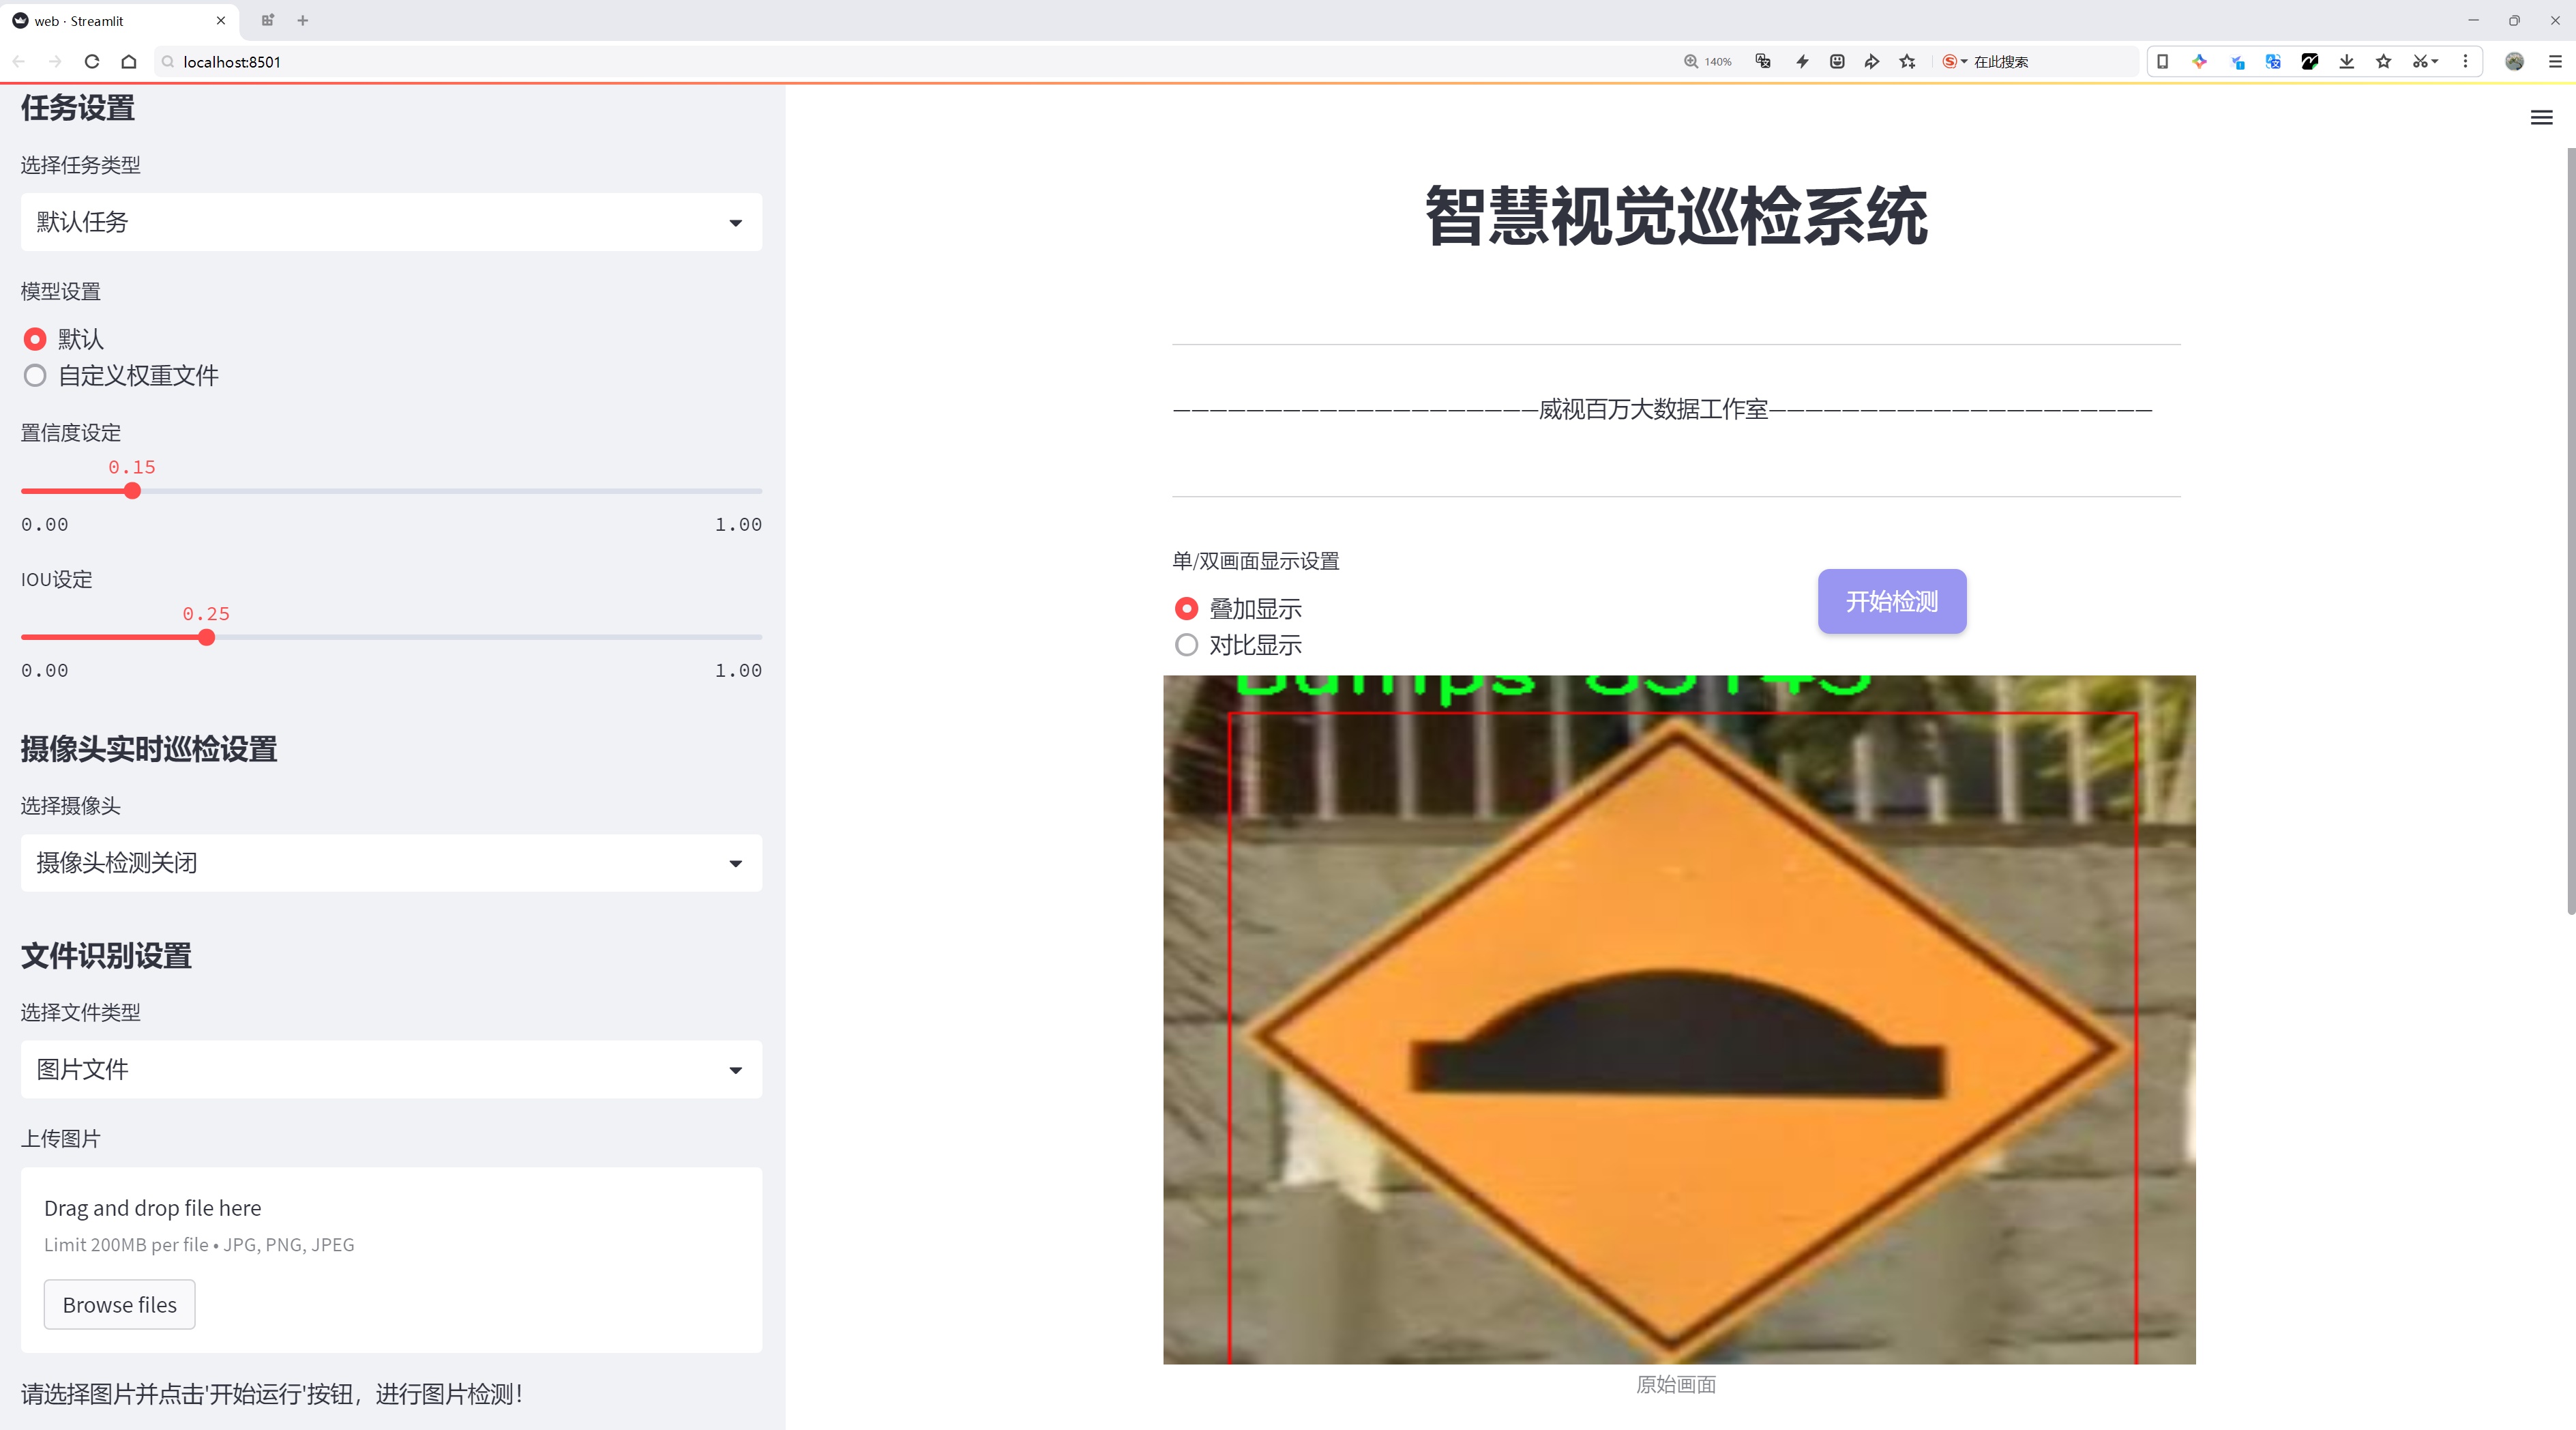 web · Streamlit
localhost:8501
140%
在此搜索
任务设置
选择任务类型
默认任务
模型设置
默认
自定义权重文件
置信度设定
0.15
0.00 1.00
IOU设定
0.25
0.00 1.00
摄像头实时巡检设置
选择摄像头
摄像头检测关闭
文件识别设置
选择文件类型
图片文件
上传图片
Drag and drop file here
Limit 200MB per file • JPG, PNG, JPEG
Browse files
请选择图片并点击'开始运行'按钮，进行图片检测！
智慧视觉巡检系统
————————————————————威视百万大数据工作室—————————————————————
单/双画面显示设置
叠加显示
对比显示
开始检测
原始画面